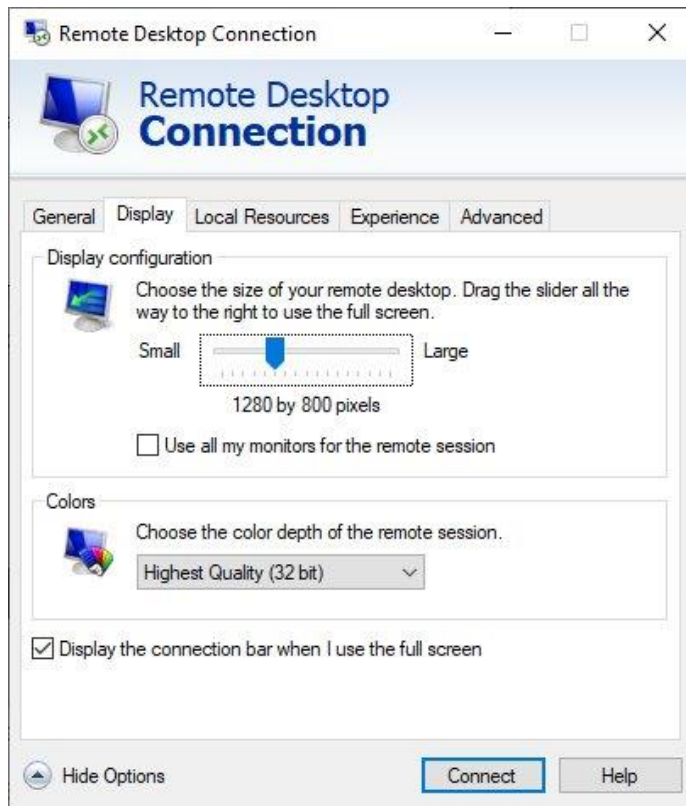 Remote Desktop Connection
Remote Desktop
Connection
General Display Local Resources Experience Advanced
Display configuration
Choose the size of your remote desktop. Drag the slider all the
way to the right to use the full screen.
Small Large
1280 by 800 pixels
Use all my monitors for the remote session
Colors
Choose the color depth of the remote session.
Highest Quality (32 bit)
Display the connection bar when I use the full screen
Hide Options Connect Help